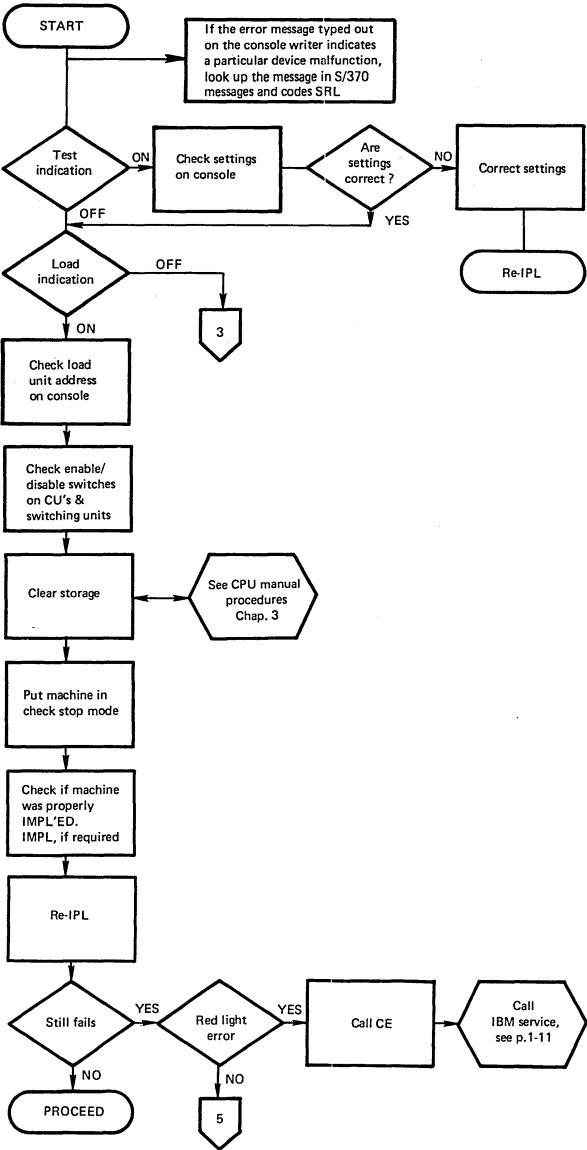 START
If the error message typed out
on the console writer indicates
a particular device malfunction,
look up the message in S/370
messages and codes SRL
Test
indication
ON
Check settings
on console
Are
settings
correct ?
NO
Correct settings
OFF
YES
Re-IPL
Load
indication
OFF
3
ON
Check load
unit address
on console
Check enable/
disable switches
on CU's &
switching units
Clear storage
See CPU manual
procedures
Chap. 3
Put machine in
check stop mode
Check if machine
was properly
IMPL'ED.
IMPL, if required
Re-IPL
Still fails
YES
Red light
error
YES
Call CE
Call
IBM service,
see p.1-11
NO
PROCEED
NO
5